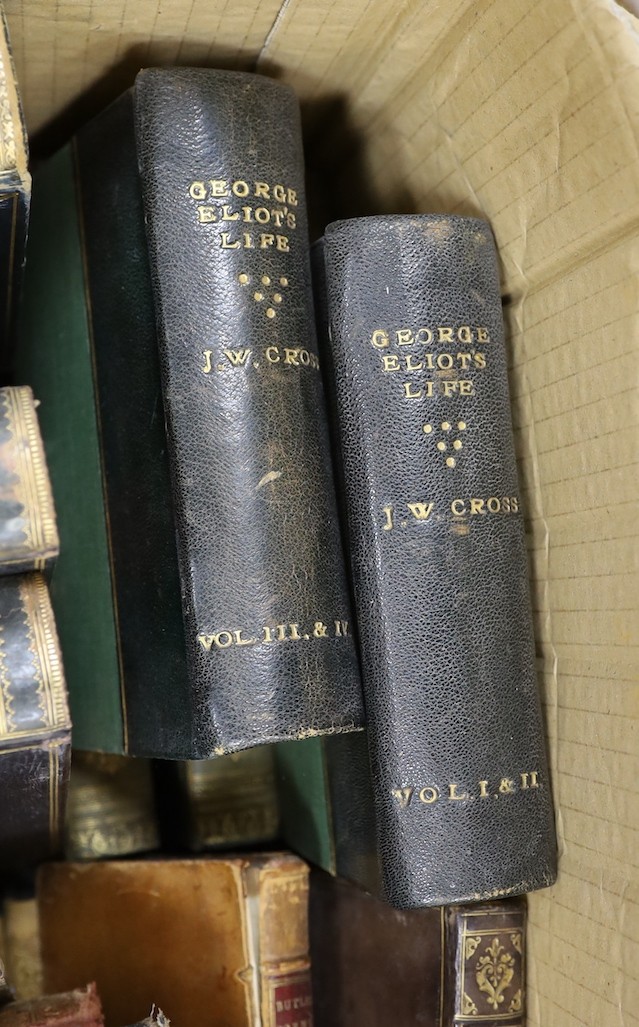 GEORGE
ELIOT'S
LIFE
J.W. CROSS
VOL. III. & IV.
GEORGE
ELIOT'S
LIFE
J.W. CROSS
VOL. I. & II.